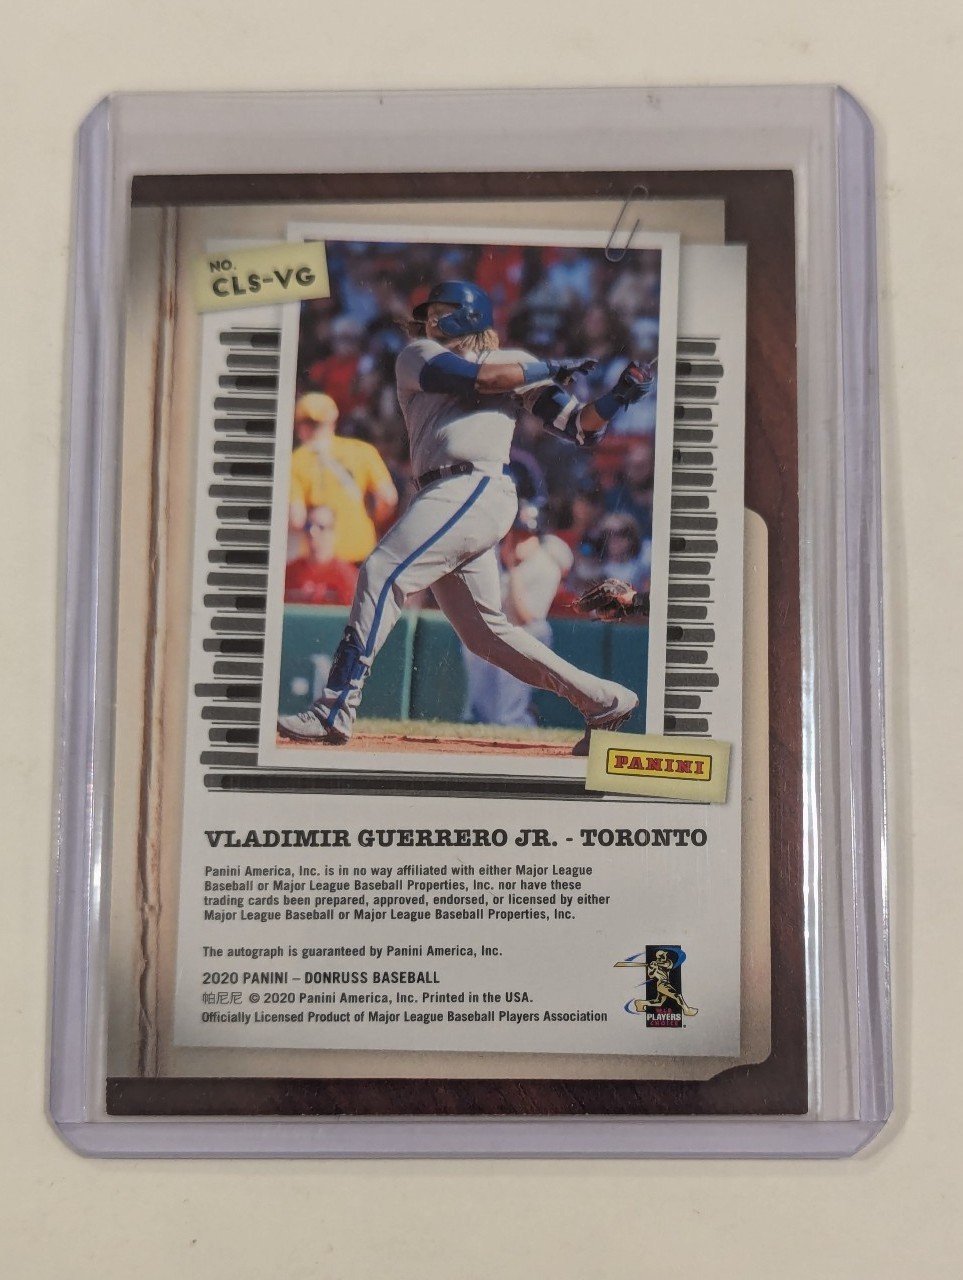 NO.
CLS-VG
PANINI
VLADIMIR GUERRERO JR. - TORONTO
Panini America, Inc. is in no way affiliated with either Major League
Baseball or Major League Baseball Properties, Inc. nor have these
trading cards been prepared, approved, endorsed, or licensed by either
Major League Baseball or Major League Baseball Properties, Inc.
The autograph is guaranteed by Panini America, Inc.
2020 PANINI – DONRUSS BASEBALL
帕尼尼 © 2020 Panini America, Inc. Printed in the USA.
Officially Licensed Product of Major League Baseball Players Association
MLB
PLAYERS
CHOICE